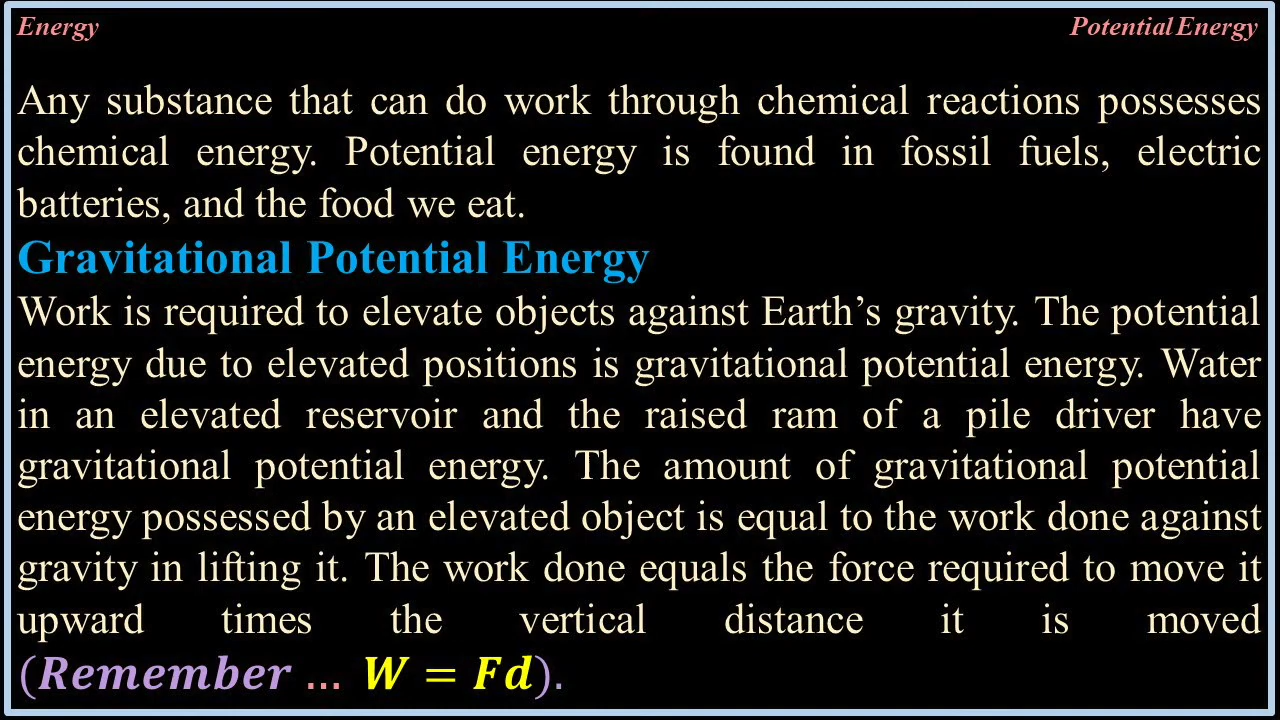 Energy Potential Energy
Any substance that can do work through chemical reactions possesses
chemical energy. Potential energy is found in fossil fuels, electric
batteries, and the food we eat.
Gravitational Potential Energy
Work is required to elevate objects against Earth’s gravity. The potential
energy due to elevated positions is gravitational potential energy. Water
in an elevated reservoir and the raised ram of a pile driver have
gravitational potential energy. The amount of gravitational potential
energy possessed by an elevated object is equal to the work done against
gravity in lifting it. The work done equals the force required to move it
upward times the vertical distance it is moved
(Remember … W = Fd).